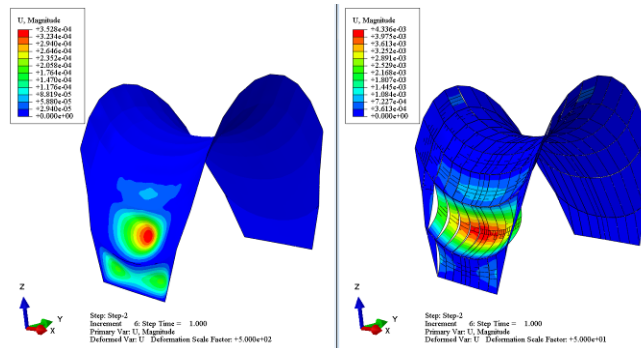 U, Magnitude
+3.528e-04
+3.234e-04
+2.940e-04
+2.646e-04
+2.352e-04
+2.058e-04
+1.764e-04
+1.470e-04
+1.176e-04
+8.819e-05
+5.880e-05
+2.940e-05
+0.000e+00
Z
Y
X
Step: Step-2
Increment 6: Step Time = 1.000
Primary Var: U, Magnitude
Deformed Var: U Deformation Scale Factor: +5.000e+02
U, Magnitude
+4.336e-03
+3.975e-03
+3.613e-03
+3.252e-03
+2.891e-03
+2.529e-03
+2.168e-03
+1.807e-03
+1.445e-03
+1.084e-03
+7.227e-04
+3.613e-04
+0.000e+00
Z
Y
X
Step: Step-2
Increment 6: Step Time = 1.000
Primary Var: U, Magnitude
Deformed Var: U Deformation Scale Factor: +5.000e+01